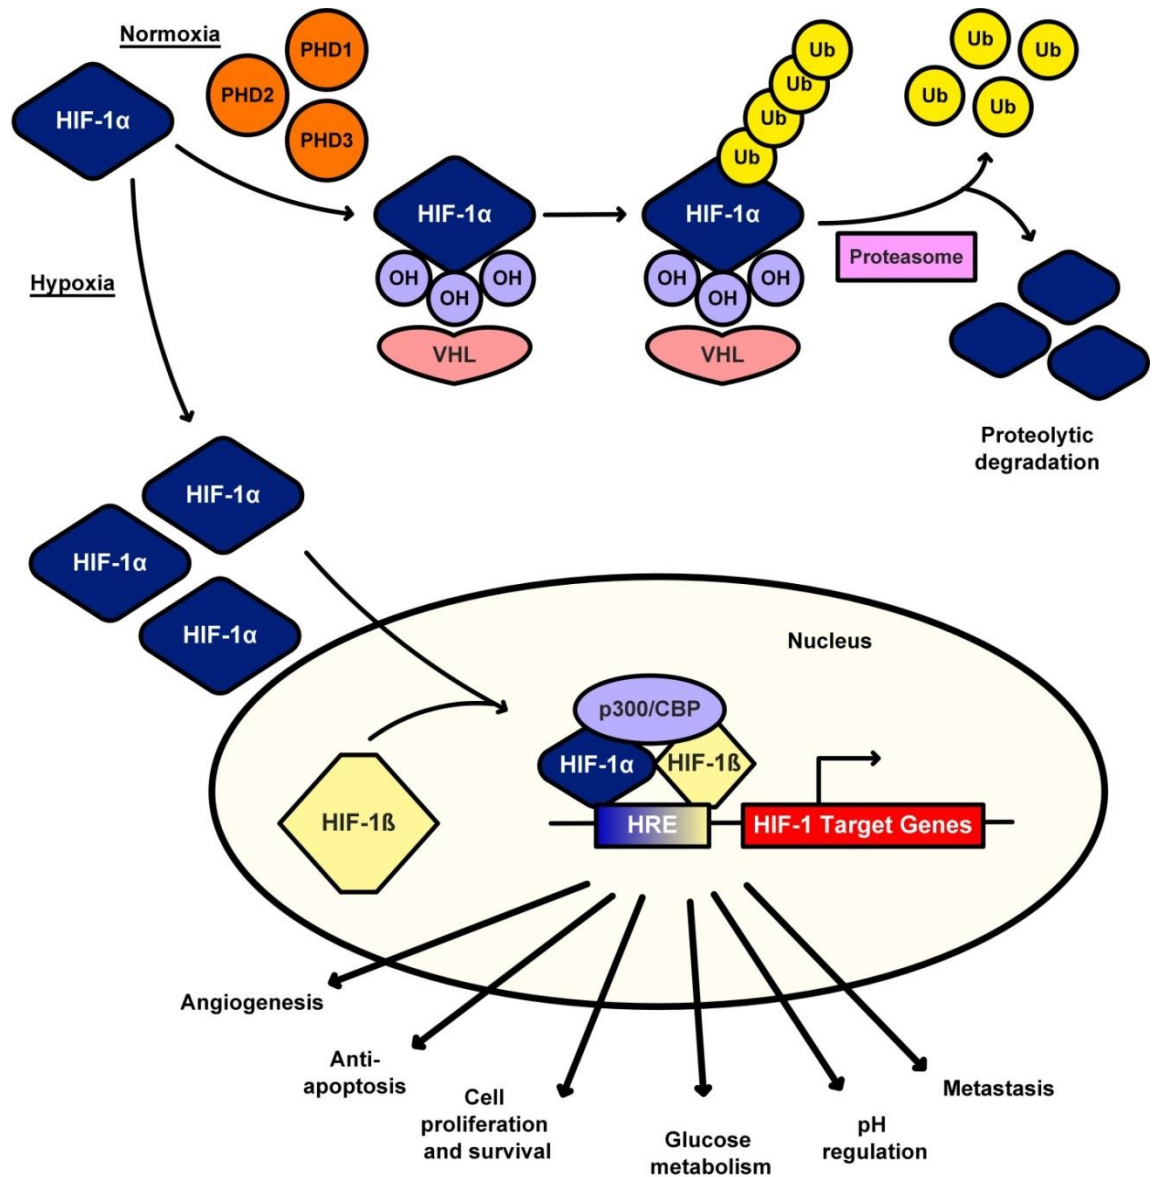 Normoxia
PHD1
PHD2
PHD3
HIF-1α
HIF-1α
OH
OH
OH
VHL
Ub
Ub
Ub
Ub
HIF-1α
OH
OH
OH
VHL
Ub
Ub
Ub
Ub
Proteasome
Proteolytic
degradation
Hypoxia
HIF-1α
HIF-1α
HIF-1α
Nucleus
p300/CBP
HIF-1α
HIF-1ß
HIF-1ß
HRE
HIF-1 Target Genes
Angiogenesis
Anti-
apoptosis
Cell
proliferation
and survival
Glucose
metabolism
pH
regulation
Metastasis